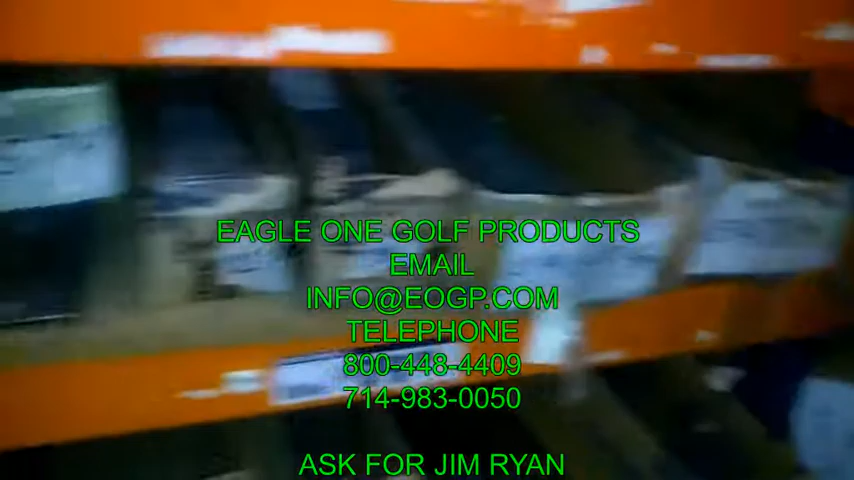 EAGLE ONE GOLF PRODUCTS
EMAIL
INFO@EOGP.COM
TELEPHONE
800-448-4409
714-983-0050
ASK FOR JIM RYAN